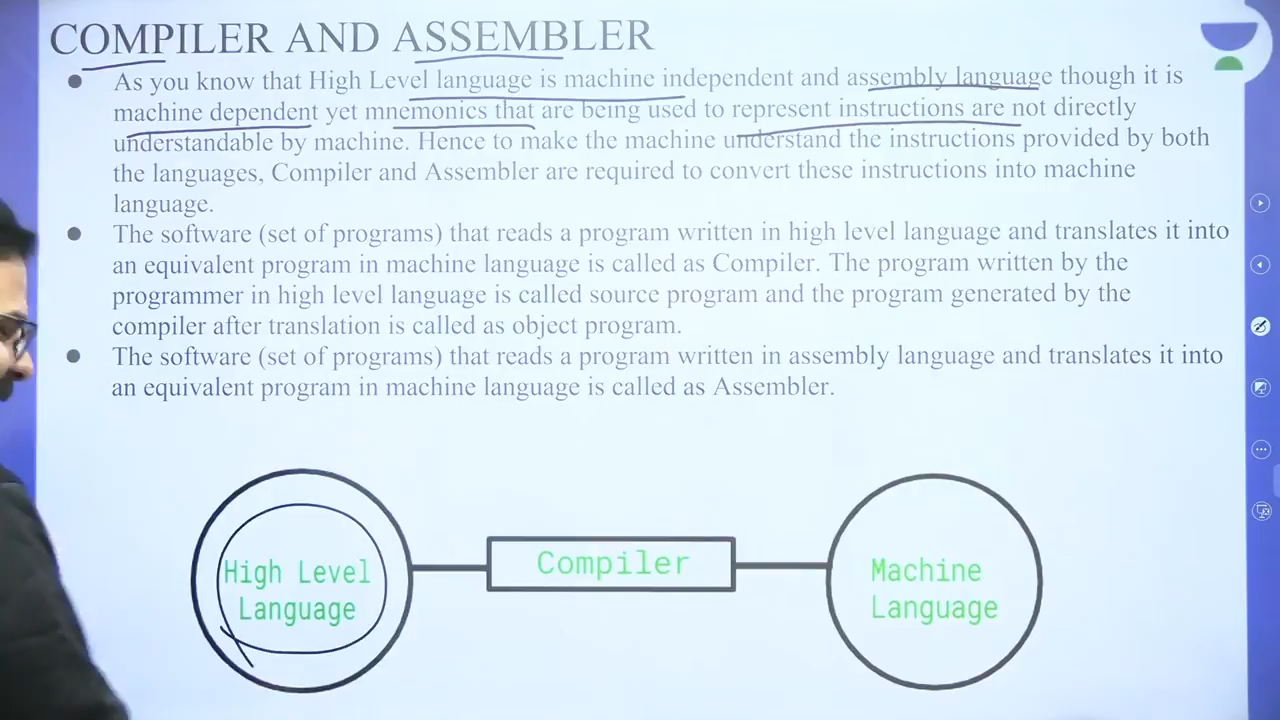 COMPILER AND ASSEMBLER
As you know that High Level language is machine independent and assembly language though it is
machine dependent yet mnemonics that are being used to represent instructions are not directly
understandable by machine. Hence to make the machine understand the instructions provided by both
the languages, Compiler and Assembler are required to convert these instructions into machine
language.
The software (set of programs) that reads a program written in high level language and translates it into
an equivalent program in machine language is called as Compiler. The program written by the
programmer in high level language is called source program and the program generated by the
compiler after translation is called as object program.
The software (set of programs) that reads a program written in assembly language and translates it into
an equivalent program in machine language is called as Assembler.
High Level
Language
Compiler
Machine
Language